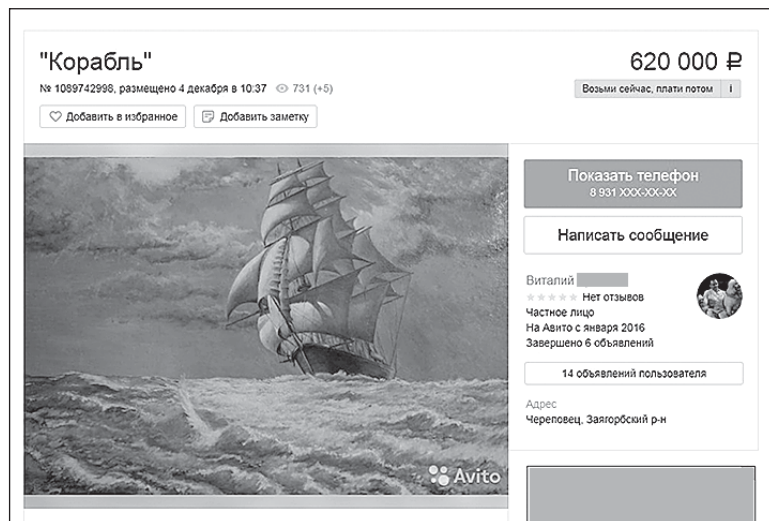 "Корабль"
620 000 ₽
№ 1089742998, размещено 4 декабря в 10:37 731 (+5)
Возьми сейчас, плати потом i
Добавить в избранное Добавить заметку
Показать телефон
8 931 XXX-XX-XX
Написать сообщение
Виталий
Нет отзывов
Частное лицо
На Авито с января 2016
Завершено 6 объявлений
14 объявлений пользователя
Адрес
Череповец, Заягорбский р-н
Avito